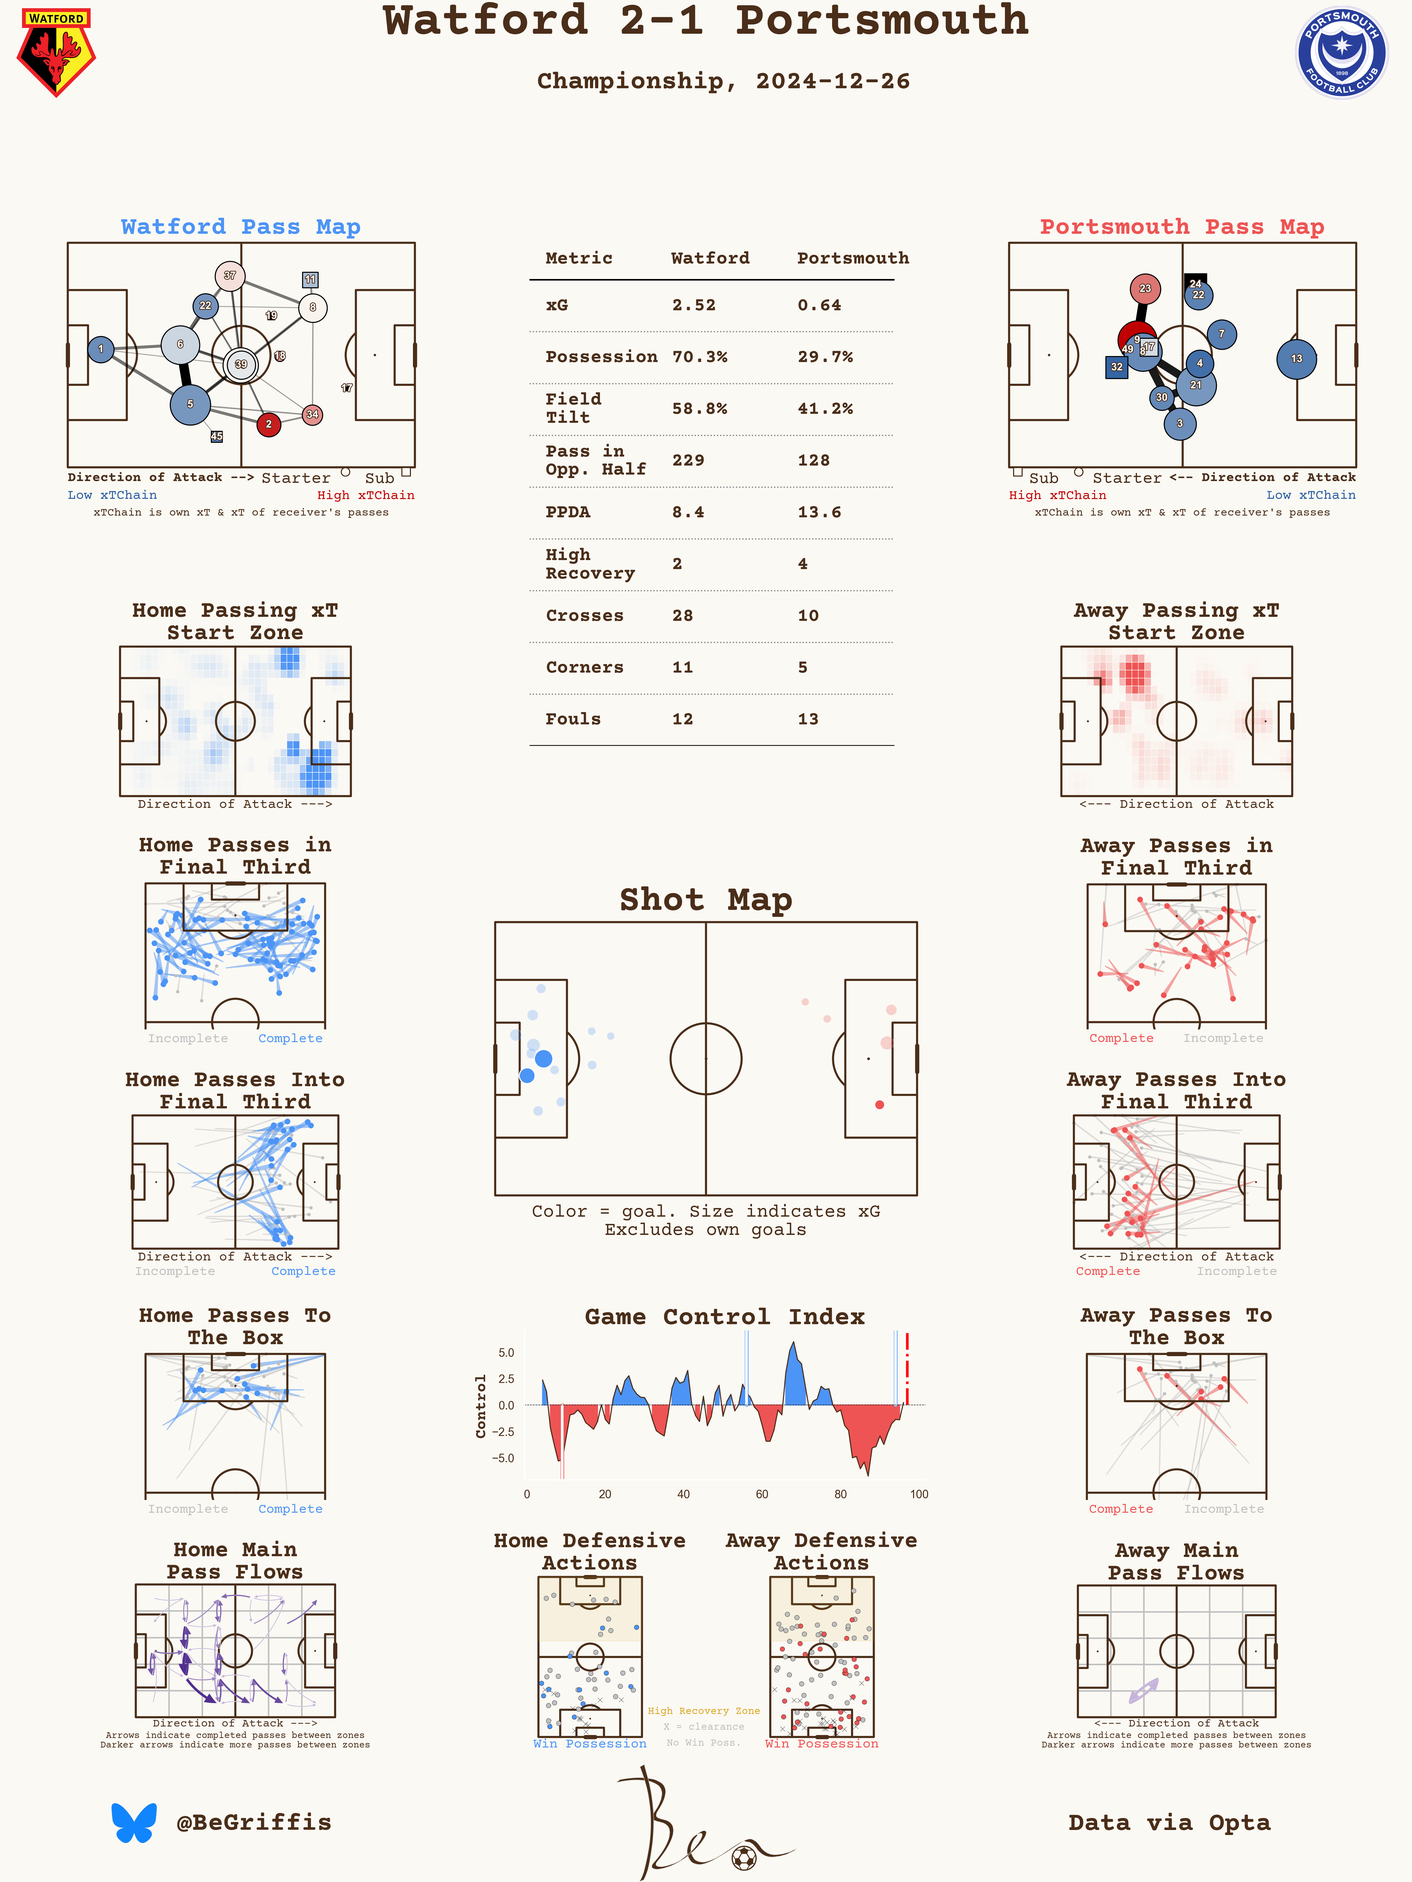 Watford 2-1 Portsmouth
Championship, 2024-12-26
WATFORD
PORTSMOUTH
1898
FOOTBALL CLUB
Watford Pass Map
37
11
22
8
19
6
1
18
39
17
5
34
2
45
Direction of Attack --> Starter Sub
Low xTChain High xTChain
xTChain is own xT & xT of receiver's passes
Metric Watford Portsmouth
xG 2.52 0.64
Possession 70.3% 29.7%
Field
Tilt 58.8% 41.2%
Pass in
Opp. Half 229 128
PPDA 8.4 13.6
High
Recovery 2 4
Crosses 28 10
Corners 11 5
Fouls 12 13
Portsmouth Pass Map
24
23
22
7
9
49
8
17
32
4
13
21
30
3
Sub Starter <-- Direction of Attack
High xTChain Low xTChain
xTChain is own xT & xT of receiver's passes
Home Passing xT
Start Zone
Direction of Attack --->
Away Passing xT
Start Zone
<--- Direction of Attack
Home Passes in
Final Third
Incomplete Complete
Away Passes in
Final Third
Complete Incomplete
Shot Map
Color = goal. Size indicates xG
Excludes own goals
Home Passes Into
Final Third
Direction of Attack --->
Incomplete Complete
Away Passes Into
Final Third
<--- Direction of Attack
Complete Incomplete
Home Passes To
The Box
Incomplete Complete
Game Control Index
Control
5.0
2.5
0.0
−2.5
−5.0
0 20 40 60 80 100
Away Passes To
The Box
Complete Incomplete
Home Main
Pass Flows
Direction of Attack --->
Arrows indicate completed passes between zones
Darker arrows indicate more passes between zones
Home Defensive
Actions
Win Possession
High Recovery Zone
X = clearance
No Win Poss.
Away Defensive
Actions
Win Possession
Away Main
Pass Flows
<--- Direction of Attack
Arrows indicate completed passes between zones
Darker arrows indicate more passes between zones
@BeGriffis
Ben
Data via Opta